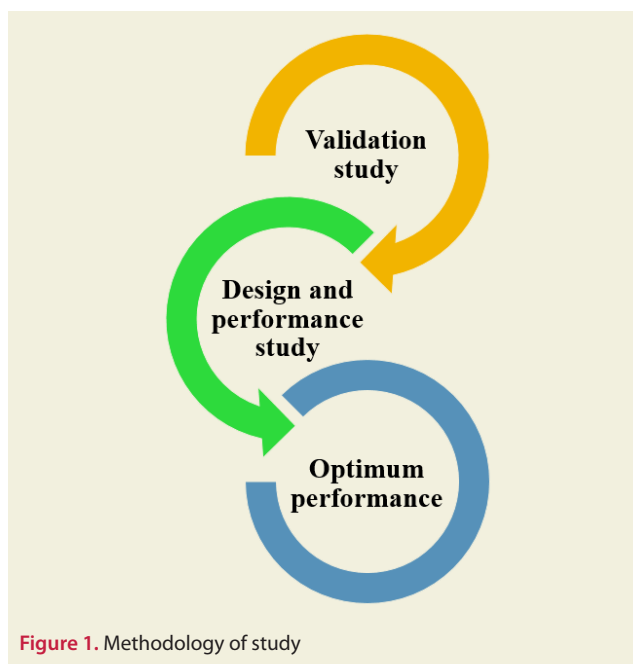 Validation
study
Design and
performance
study
Optimum
performance
Figure 1. Methodology of study